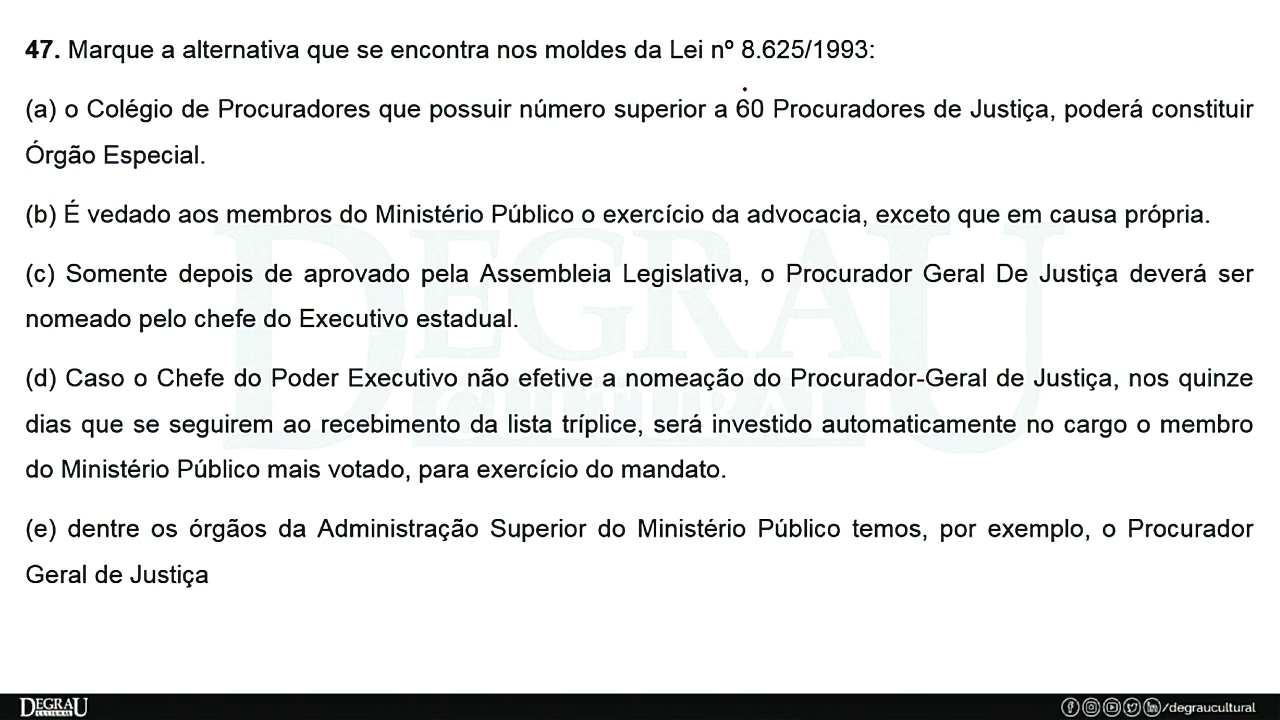 47. Marque a alternativa que se encontra nos moldes da Lei nº 8.625/1993:
(a) o Colégio de Procuradores que possuir número superior a 60 Procuradores de Justiça, poderá constituir
Órgão Especial.
(b) É vedado aos membros do Ministério Público o exercício da advocacia, exceto que em causa própria.
(c) Somente depois de aprovado pela Assembleia Legislativa, o Procurador Geral De Justiça deverá ser
nomeado pelo chefe do Executivo estadual.
(d) Caso o Chefe do Poder Executivo não efetive a nomeação do Procurador-Geral de Justiça, nos quinze
dias que se seguirem ao recebimento da lista tríplice, será investido automaticamente no cargo o membro
do Ministério Público mais votado, para exercício do mandato.
(e) dentre os órgãos da Administração Superior do Ministério Público temos, por exemplo, o Procurador
Geral de Justiça
DEGRAU
CULTURAL
DEGRAU
CULTURAL
/degraucultural